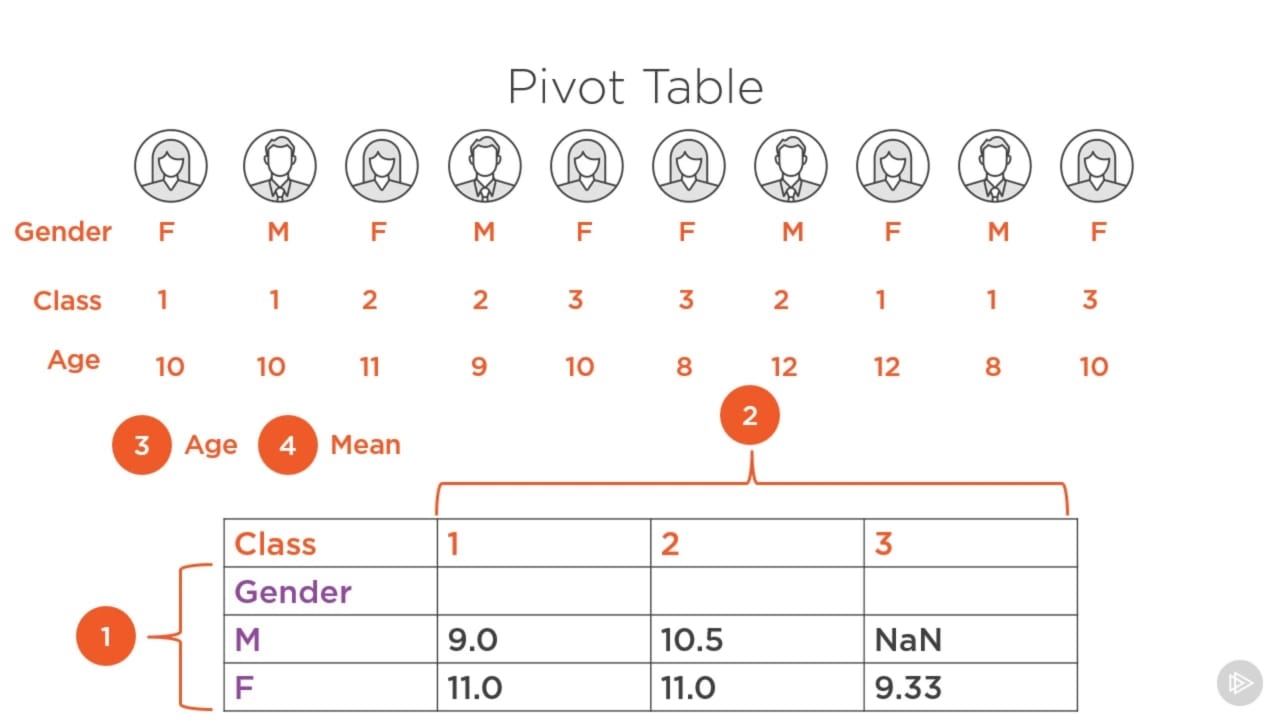 Pivot Table
Gender F M F M F F M F M F
Class 1 1 2 2 3 3 2 1 1 3
Age 10 10 11 9 10 8 12 12 8 10
2
3 Age 4 Mean
Class 1 2 3
Gender
1
M 9.0 10.5 NaN
F 11.0 11.0 9.33